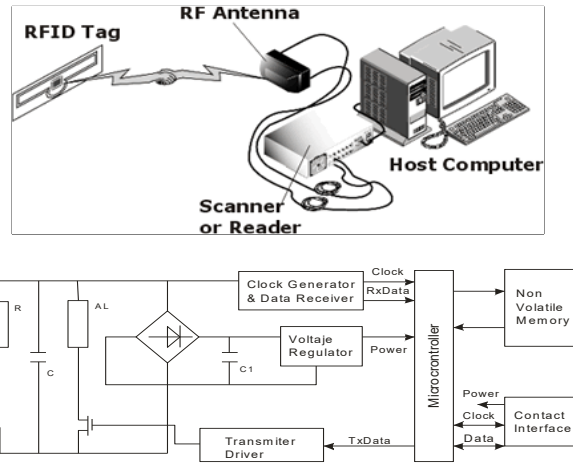 RF Antenna
RFID Tag
Host Computer
Scanner
or Reader
Clock Generator
& Data Receiver
Clock
RxData
Non
Volatile
Memory
R
AL
C
C1
Voltaje
Regulator
Power
Microcrontroller
Power
Clock
Data
Contact
Interface
Transmiter
Driver
TxData